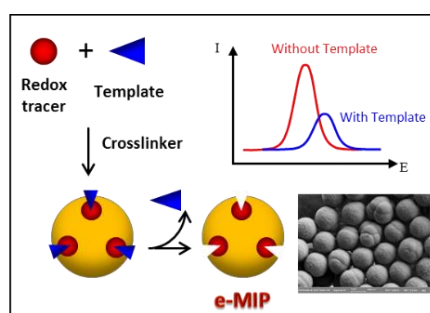 Redox
tracer
+
Template
Crosslinker
e-MIP
I
Without Template
With Template
E